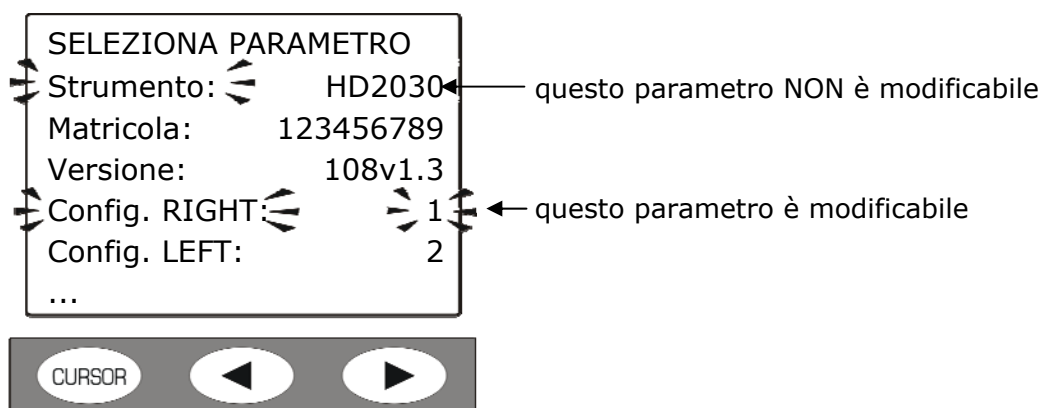 SELEZIONA PARAMETRO
Strumento: HD2030 questo parametro NON è modificabile
Matricola: 123456789
Versione: 108v1.3
Config. RIGHT: 1 questo parametro è modificabile
Config. LEFT: 2
...
CURSOR